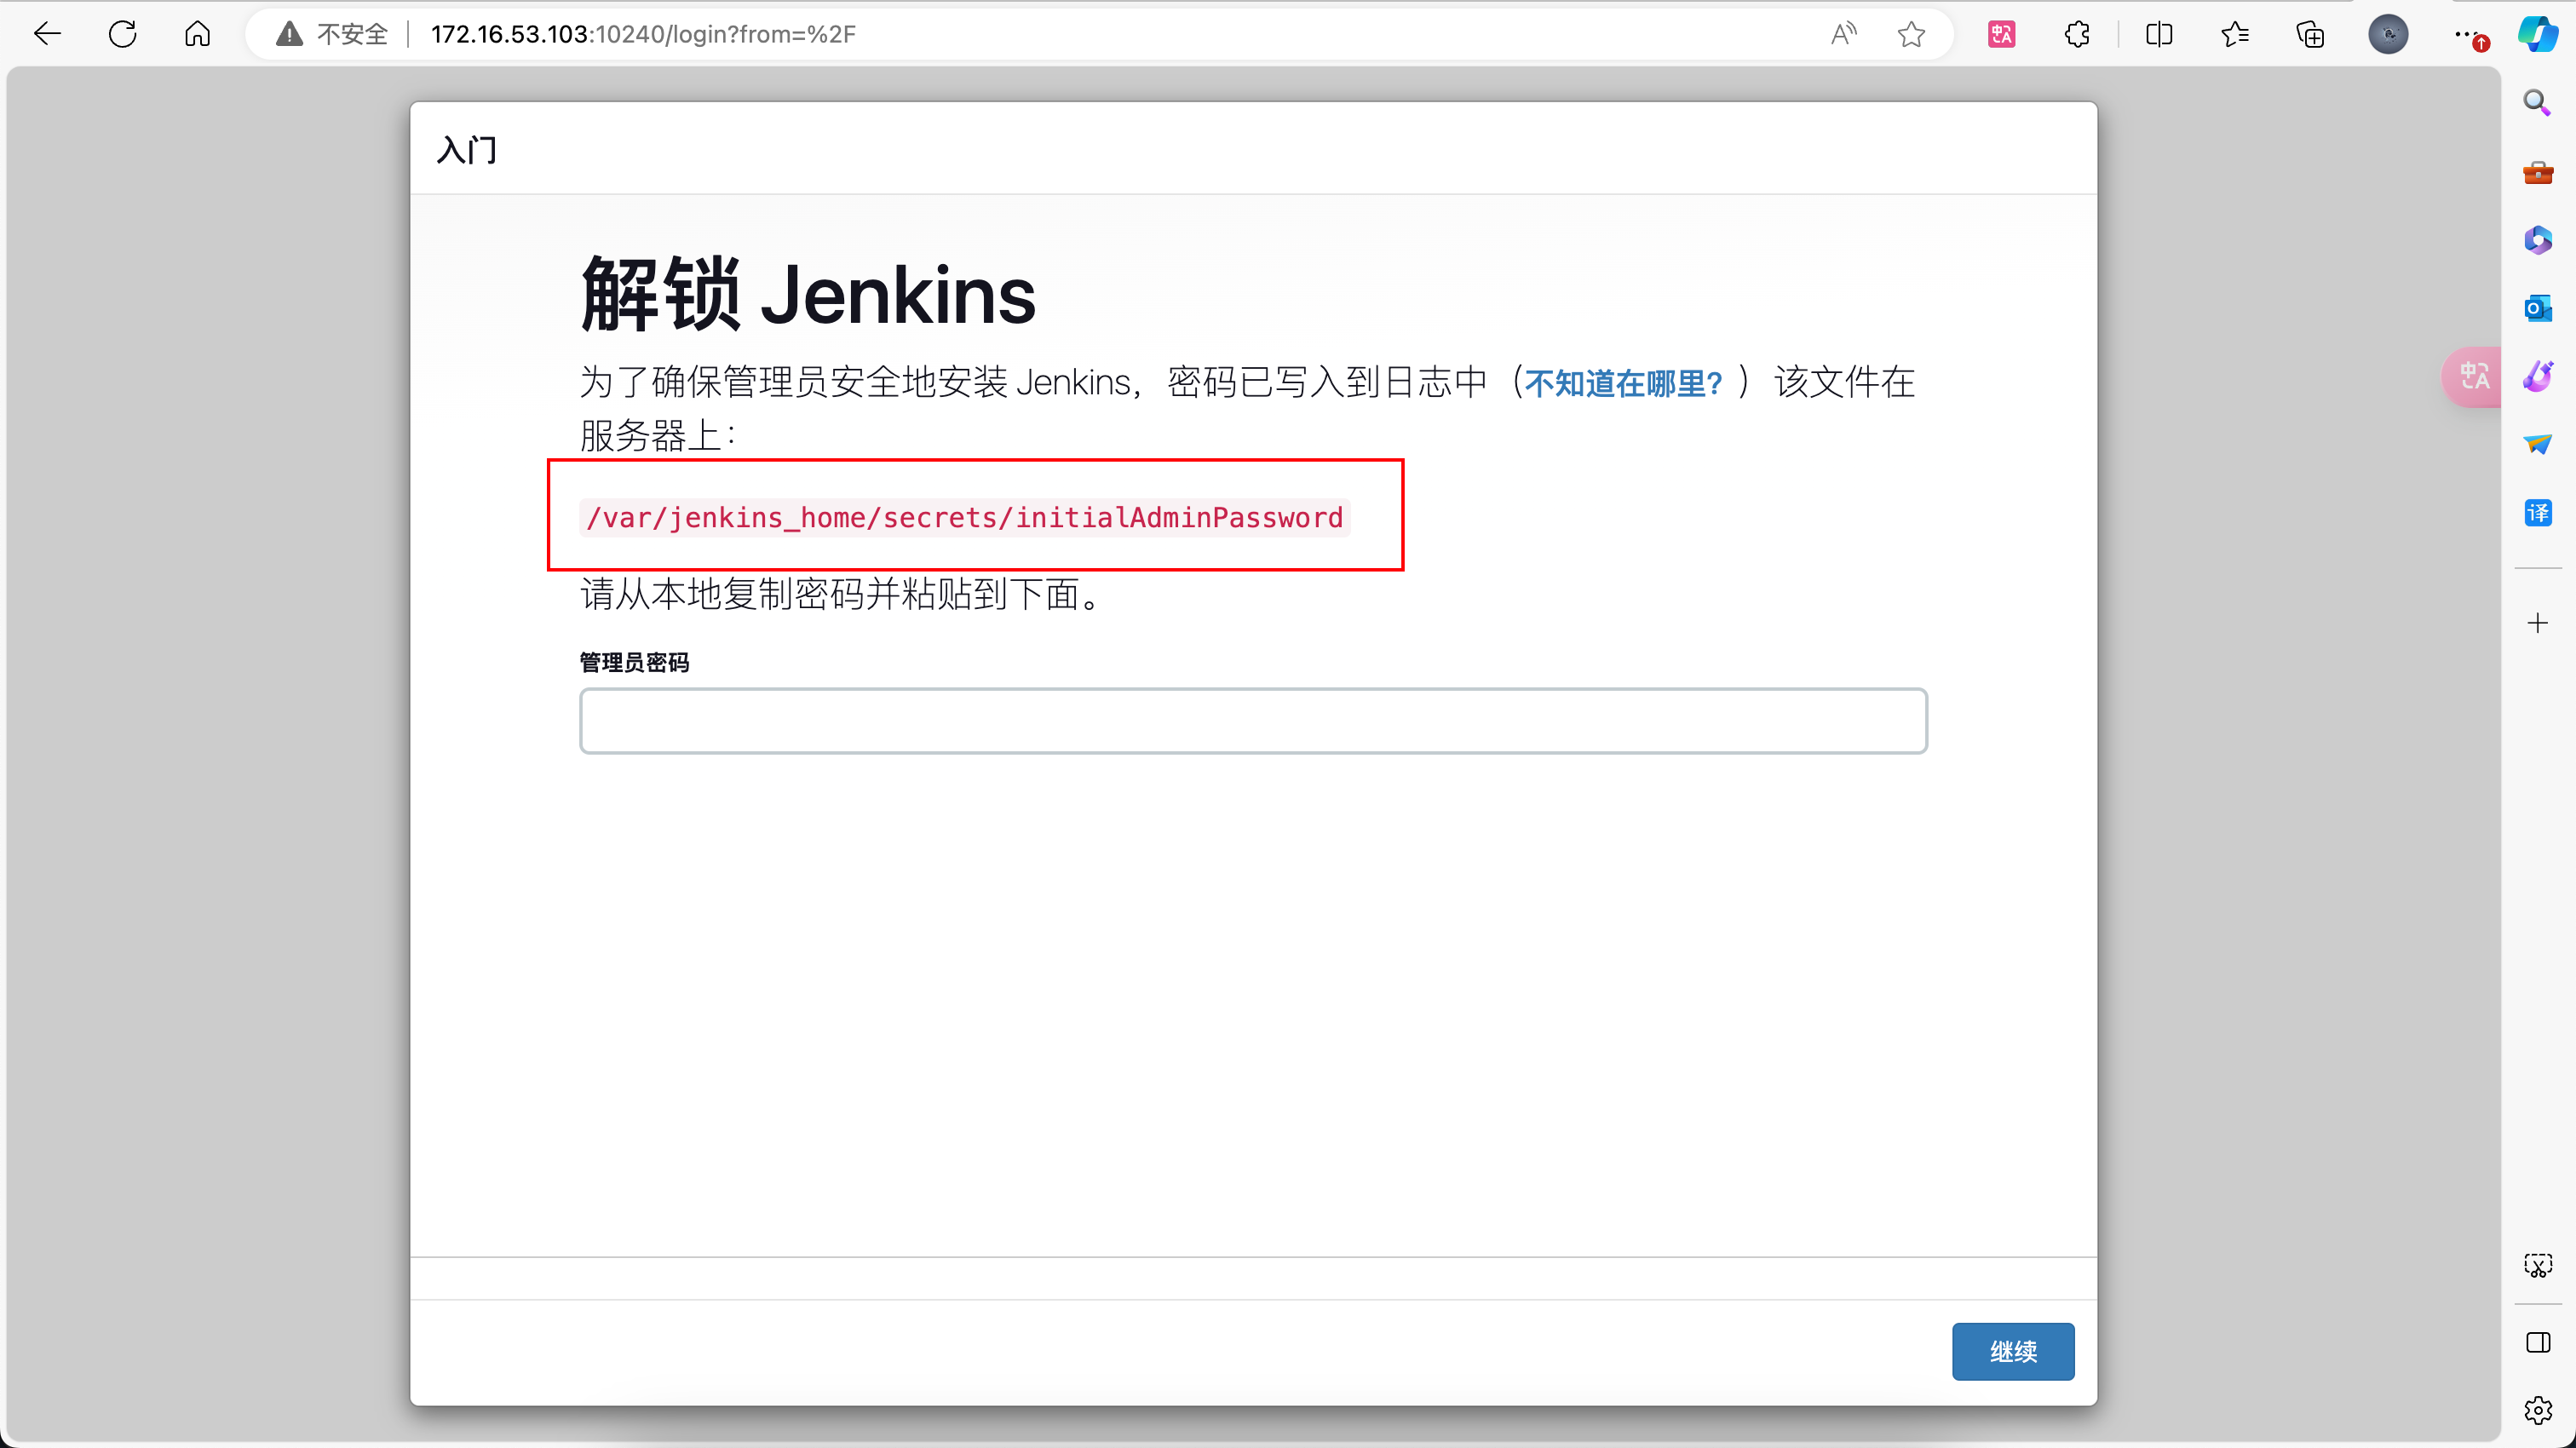 不安全 172.16.53.103:10240/login?from=%2F
入门
解锁 Jenkins
为了确保管理员安全地安装 Jenkins，密码已写入到日志中（不知道在哪里？）该文件在
服务器上：
/var/jenkins_home/secrets/initialAdminPassword
请从本地复制密码并粘贴到下面。
管理员密码
继续
中A
译